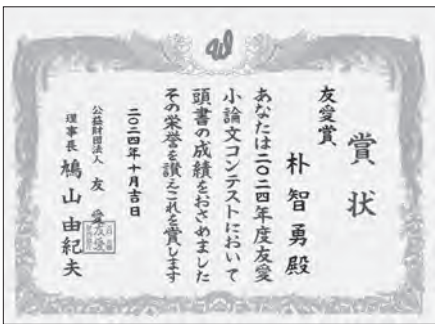 賞状
友愛賞
朴智勇殿
あなたは二〇二四年度友愛
小論文コンテストにおいて
頭書の成績をおさめました
その栄誉を讃えこれを賞します
二〇二四年十月吉日
公益財団法人 友愛
理事長 鳩山由紀夫